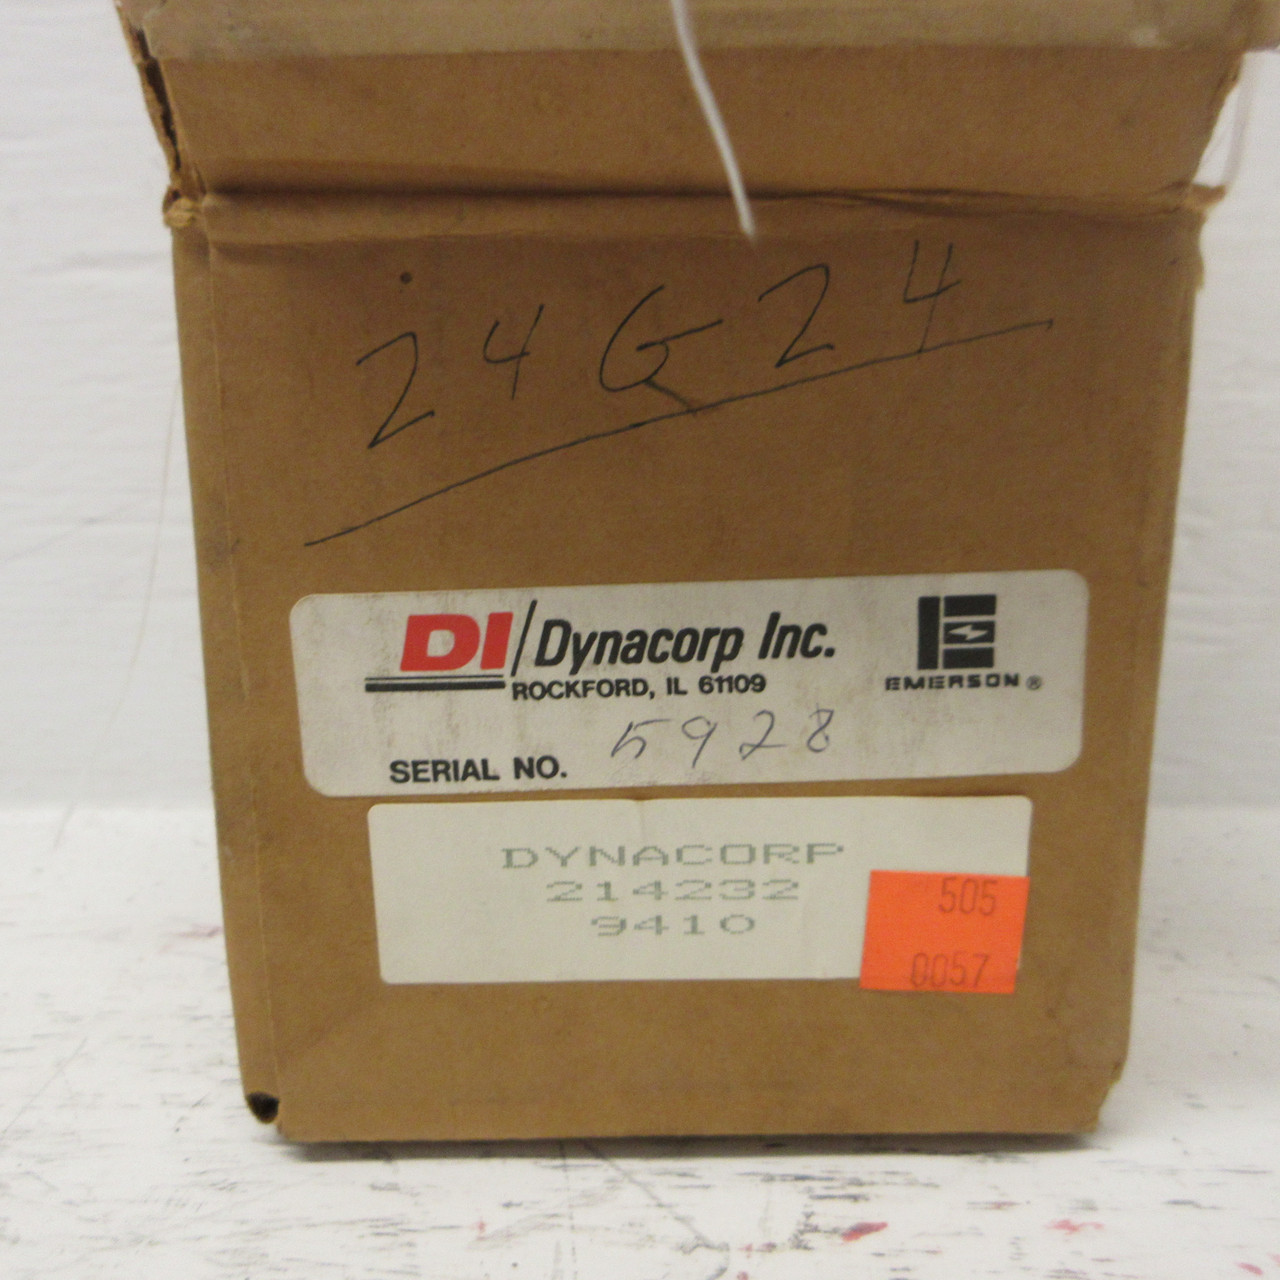 24G24
DI/Dynacorp Inc.
ROCKFORD, IL 61109
EMERSON®
SERIAL NO. 5928
DYNACORP
214232
9410
505
0057